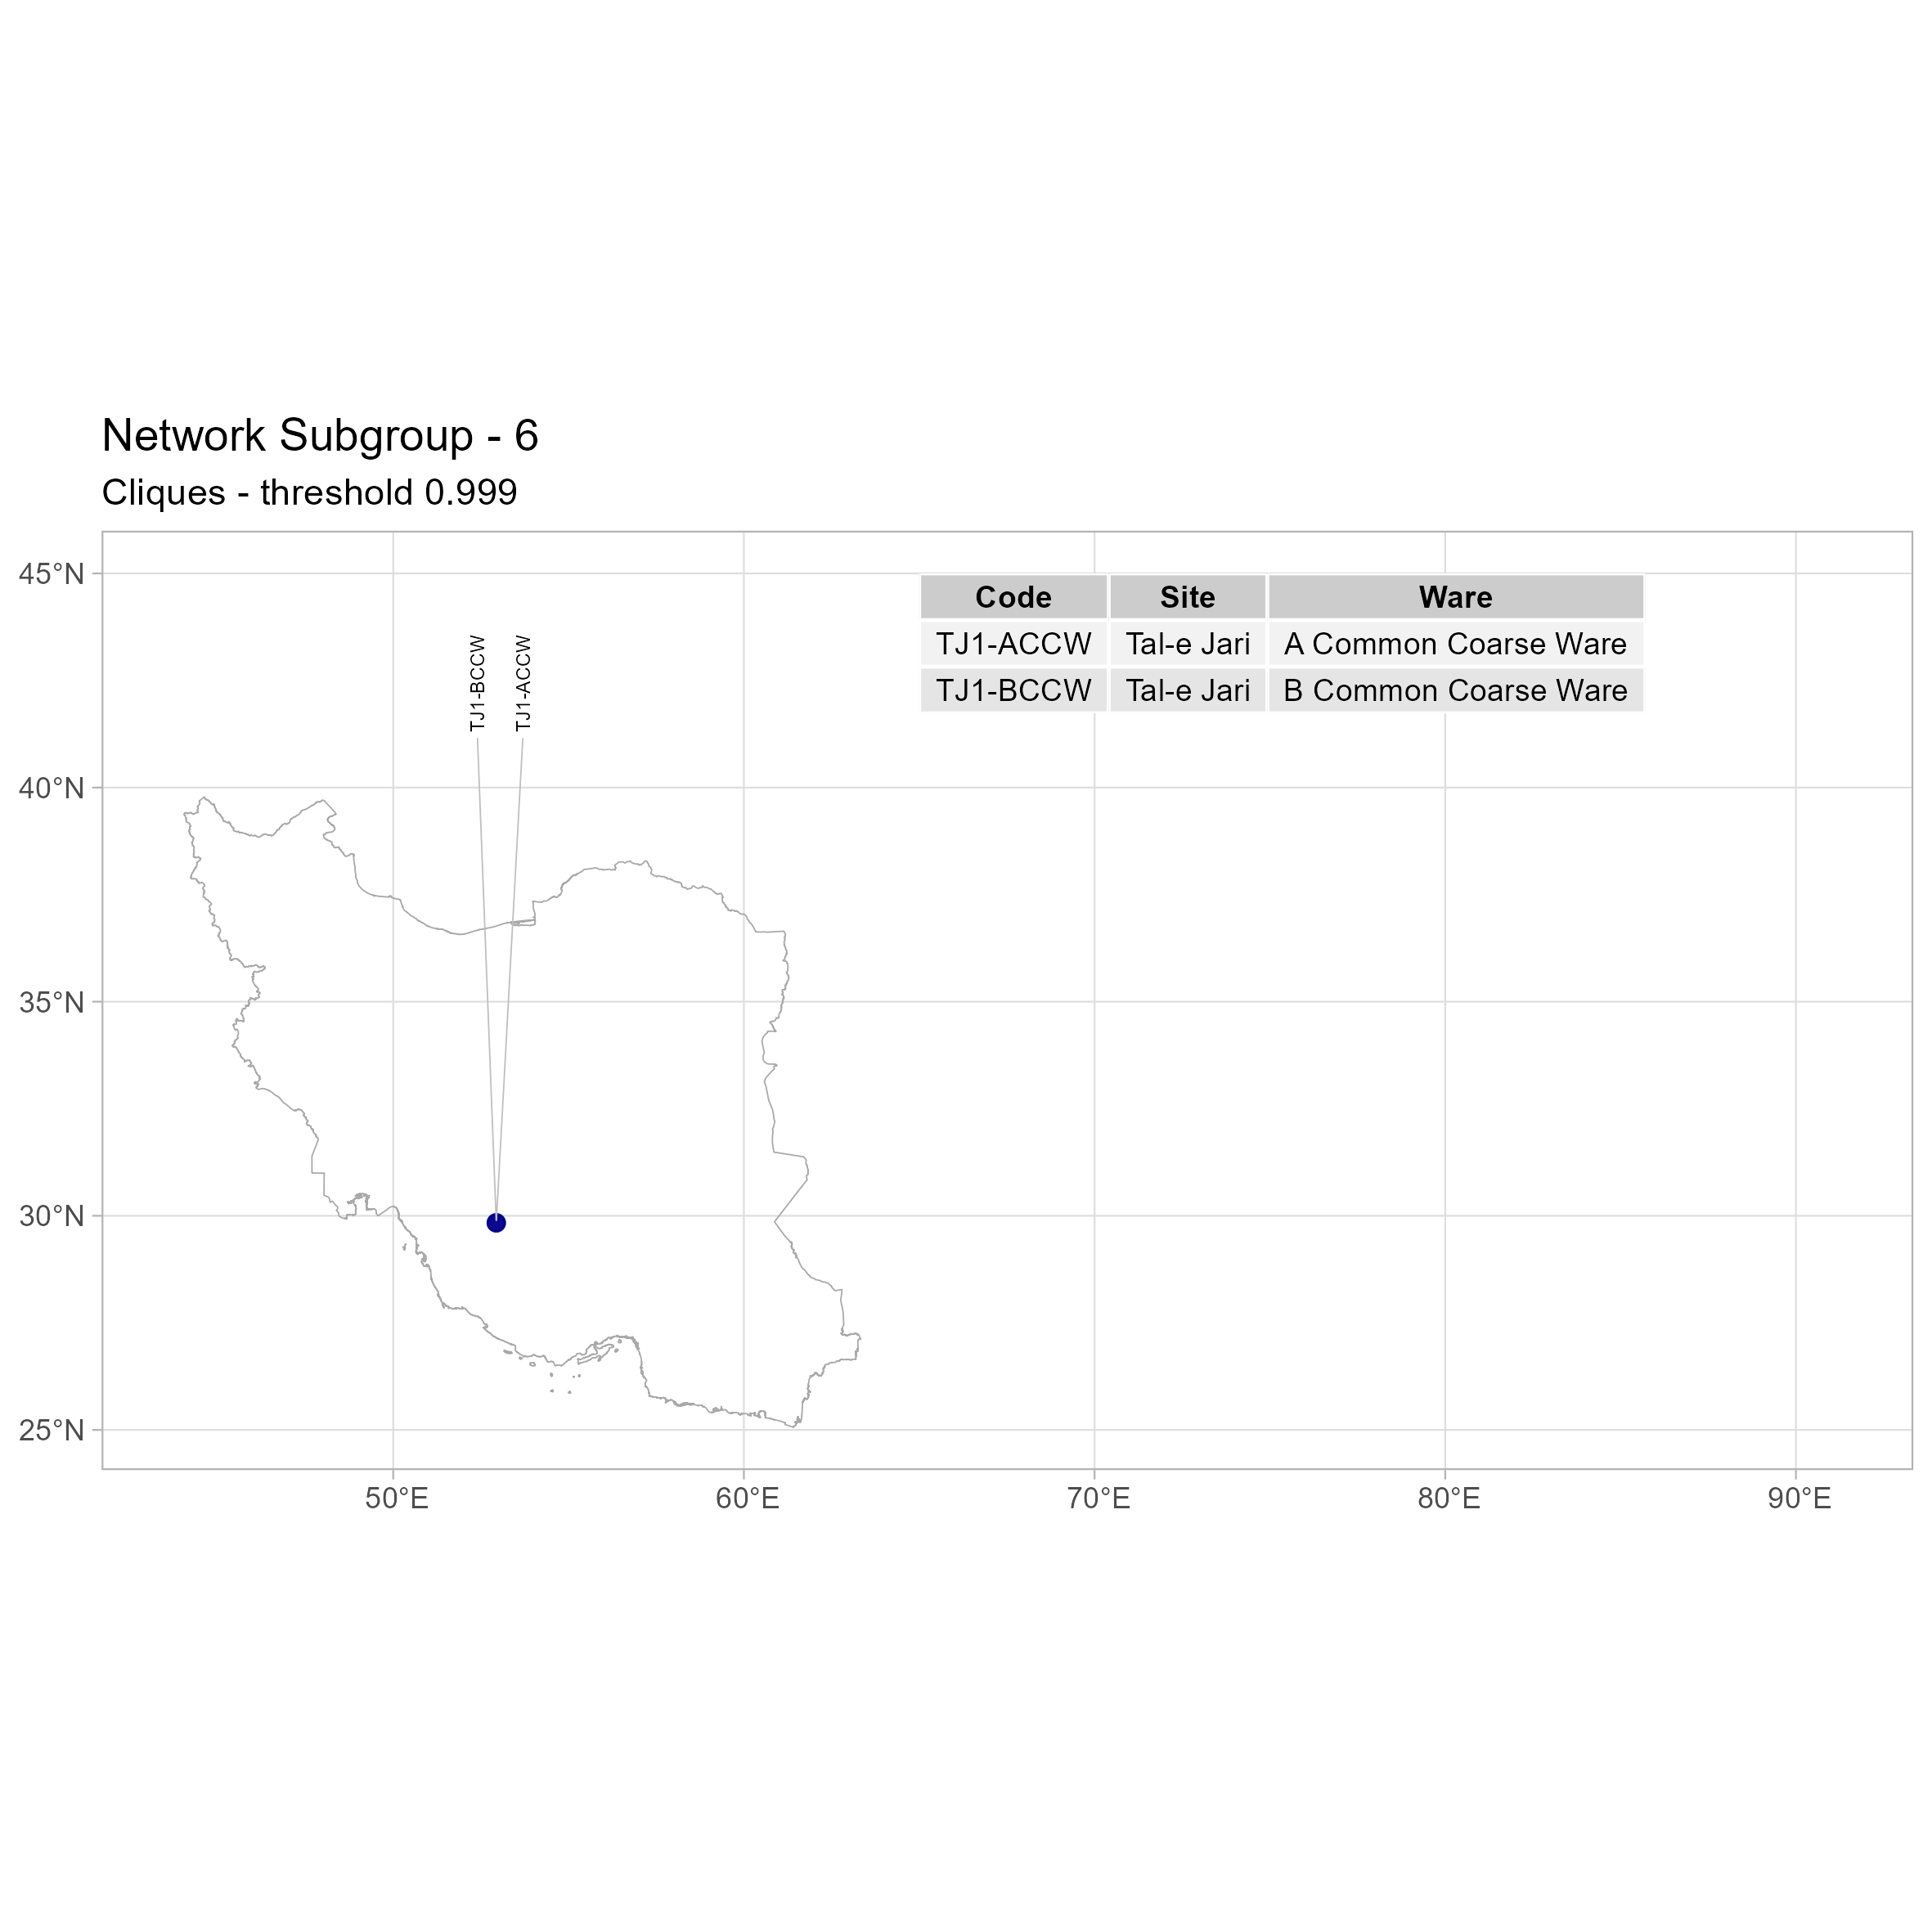 Network Subgroup - 6
Cliques - threshold 0.999
45°N
40°N
35°N
30°N
25°N
TJ1-BCCW
TJ1-ACCW
Code Site Ware
TJ1-ACCW Tal-e Jari A Common Coarse Ware
TJ1-BCCW Tal-e Jari B Common Coarse Ware
50°E 60°E 70°E 80°E 90°E